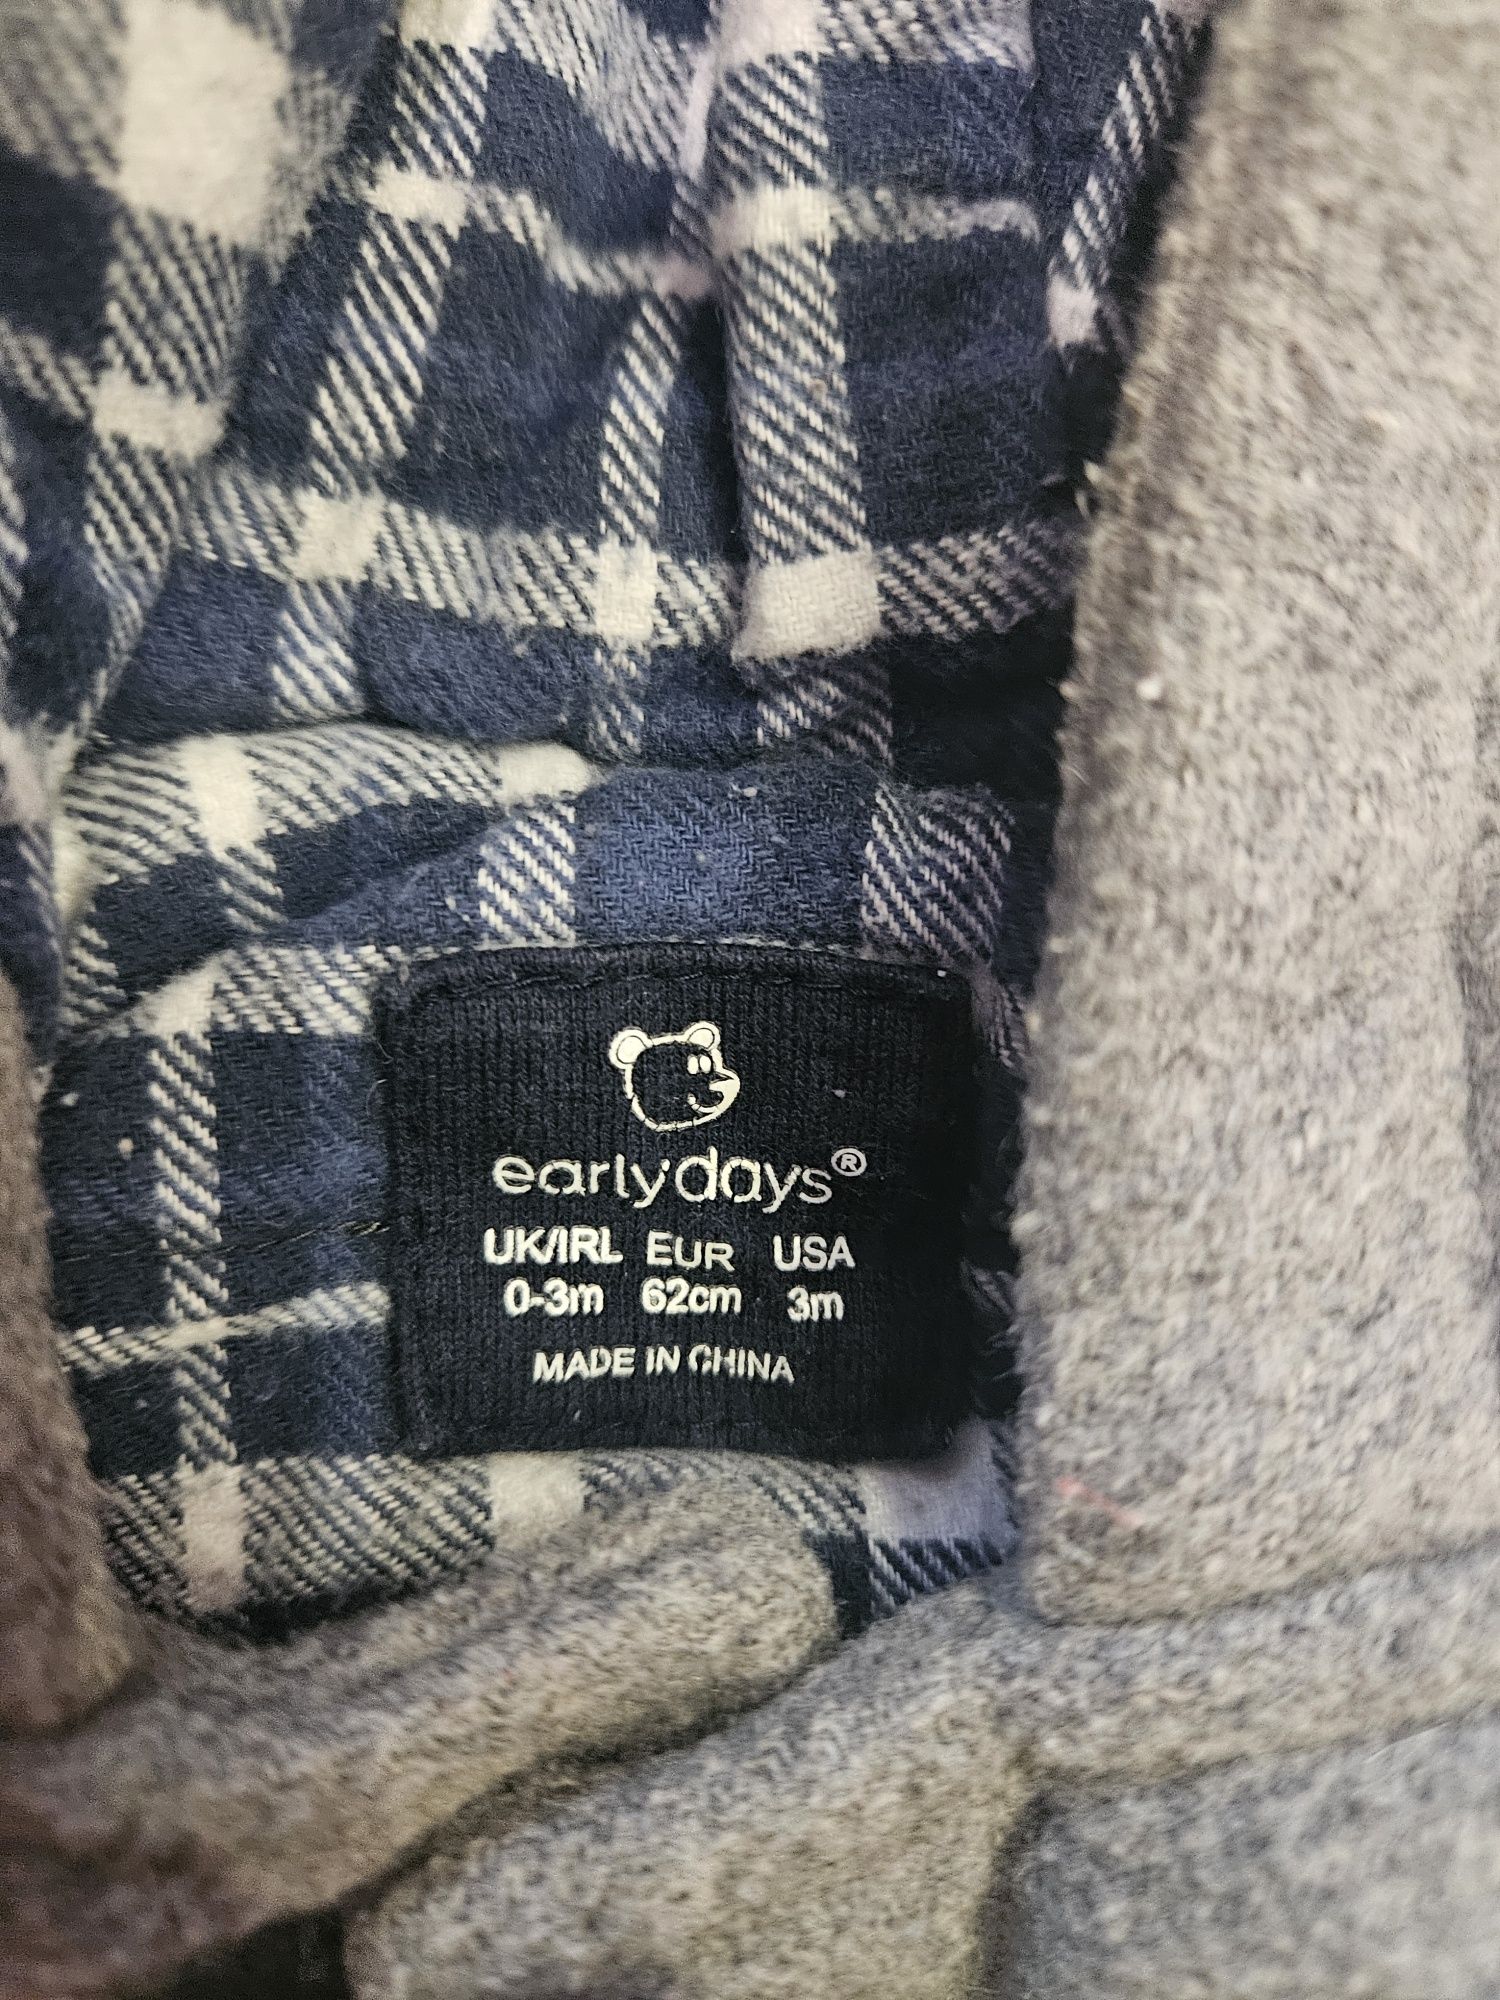 earlydays®
UK/IRL EUR USA
0-3m 62cm 3m
MADE IN CHINA